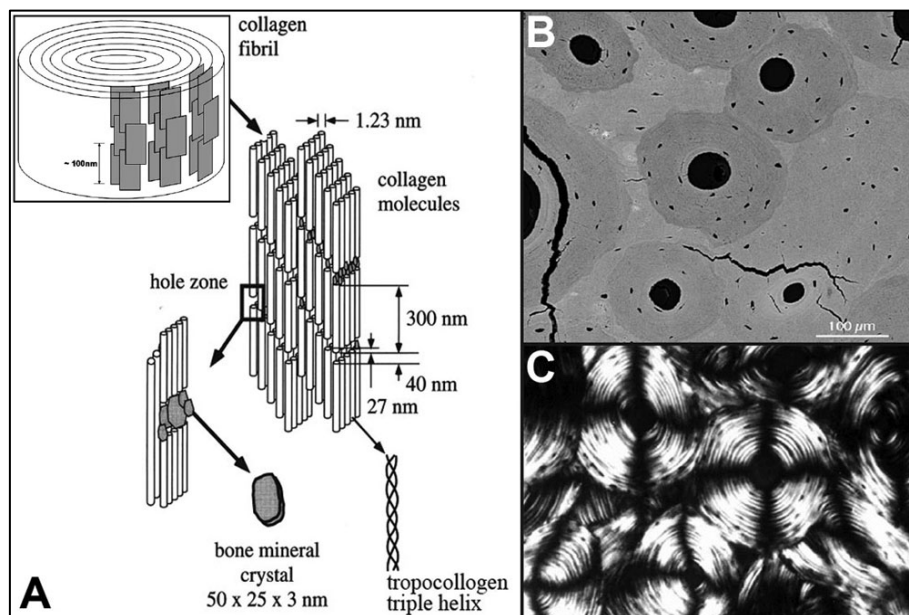 collagen
fibril
~ 100nm
1.23 nm
collagen
molecules
hole zone
300 nm
40 nm
27 nm
bone mineral
crystal
50 x 25 x 3 nm
tropocollogen
triple helix
A
B
100 µm
C